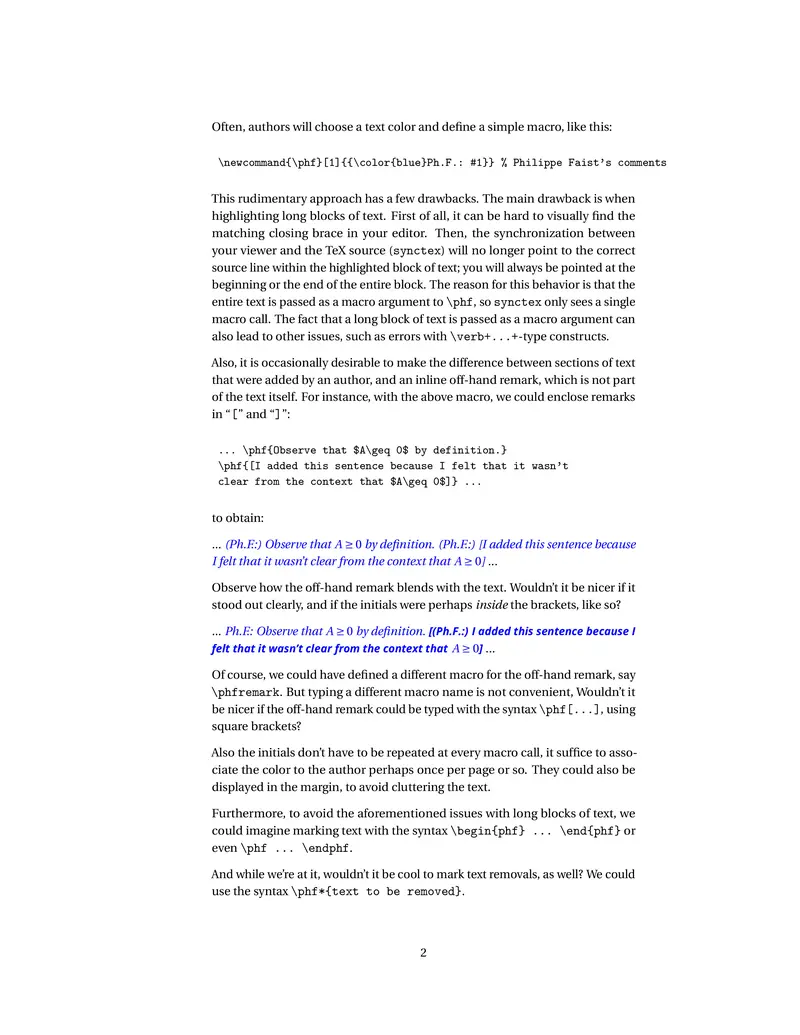 Often, authors will choose a text color and define a simple macro, like this:
\newcommand{\phf}[1]{{\color{blue}Ph.F.: #1}} % Philippe Faist's comments
This rudimentary approach has a few drawbacks. The main drawback is when
highlighting long blocks of text. First of all, it can be hard to visually find the
matching closing brace in your editor. Then, the synchronization between
your viewer and the TeX source (synctex) will no longer point to the correct
source line within the highlighted block of text; you will always be pointed at the
beginning or the end of the entire block. The reason for this behavior is that the
entire text is passed as a macro argument to \phf, so synctex only sees a single
macro call. The fact that a long block of text is passed as a macro argument can
also lead to other issues, such as errors with \verb+...+-type constructs.
Also, it is occasionally desirable to make the difference between sections of text
that were added by an author, and an inline off-hand remark, which is not part
of the text itself. For instance, with the above macro, we could enclose remarks
in “[” and “]”:
... \phf{Observe that $A\geq 0$ by definition.}
\phf{[I added this sentence because I felt that it wasn't
clear from the context that $A\geq 0$]} ...
to obtain:
... (Ph.F.:) Observe that A ≥ 0 by definition. (Ph.F.:) [I added this sentence because
I felt that it wasn't clear from the context that A ≥ 0] ...
Observe how the off-hand remark blends with the text. Wouldn't it be nicer if it
stood out clearly, and if the initials were perhaps inside the brackets, like so?
... Ph.F.: Observe that A ≥ 0 by definition. [(Ph.F.:) I added this sentence because I
felt that it wasn't clear from the context that A ≥ 0] ...
Of course, we could have defined a different macro for the off-hand remark, say
\phfremark. But typing a different macro name is not convenient, Wouldn't it
be nicer if the off-hand remark could be typed with the syntax \phf[...], using
square brackets?
Also the initials don't have to be repeated at every macro call, it suffice to asso-
ciate the color to the author perhaps once per page or so. They could also be
displayed in the margin, to avoid cluttering the text.
Furthermore, to avoid the aforementioned issues with long blocks of text, we
could imagine marking text with the syntax \begin{phf} ... \end{phf} or
even \phf ... \endphf.
And while we're at it, wouldn't it be cool to mark text removals, as well? We could
use the syntax \phf*{text to be removed}.
2